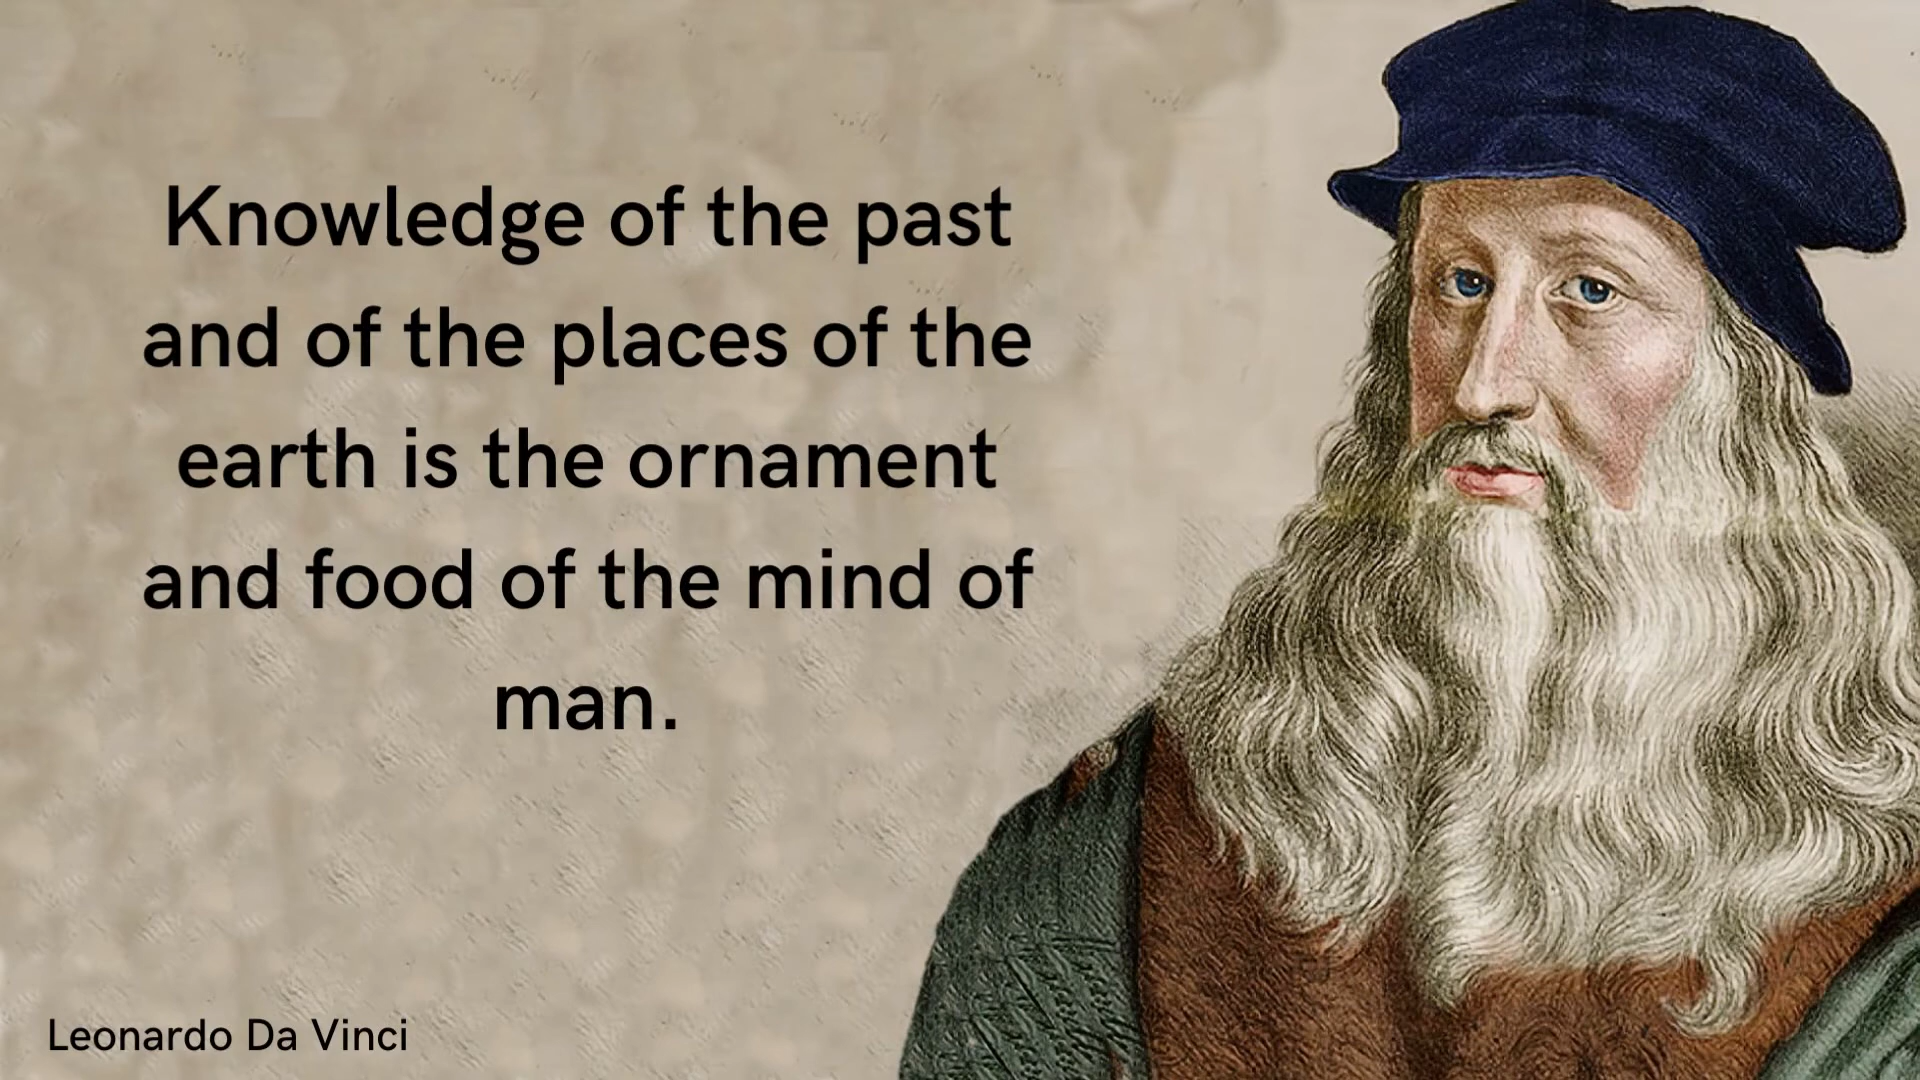 Knowledge of the past
and of the places of the
earth is the ornament
and food of the mind of
man.
Leonardo Da Vinci